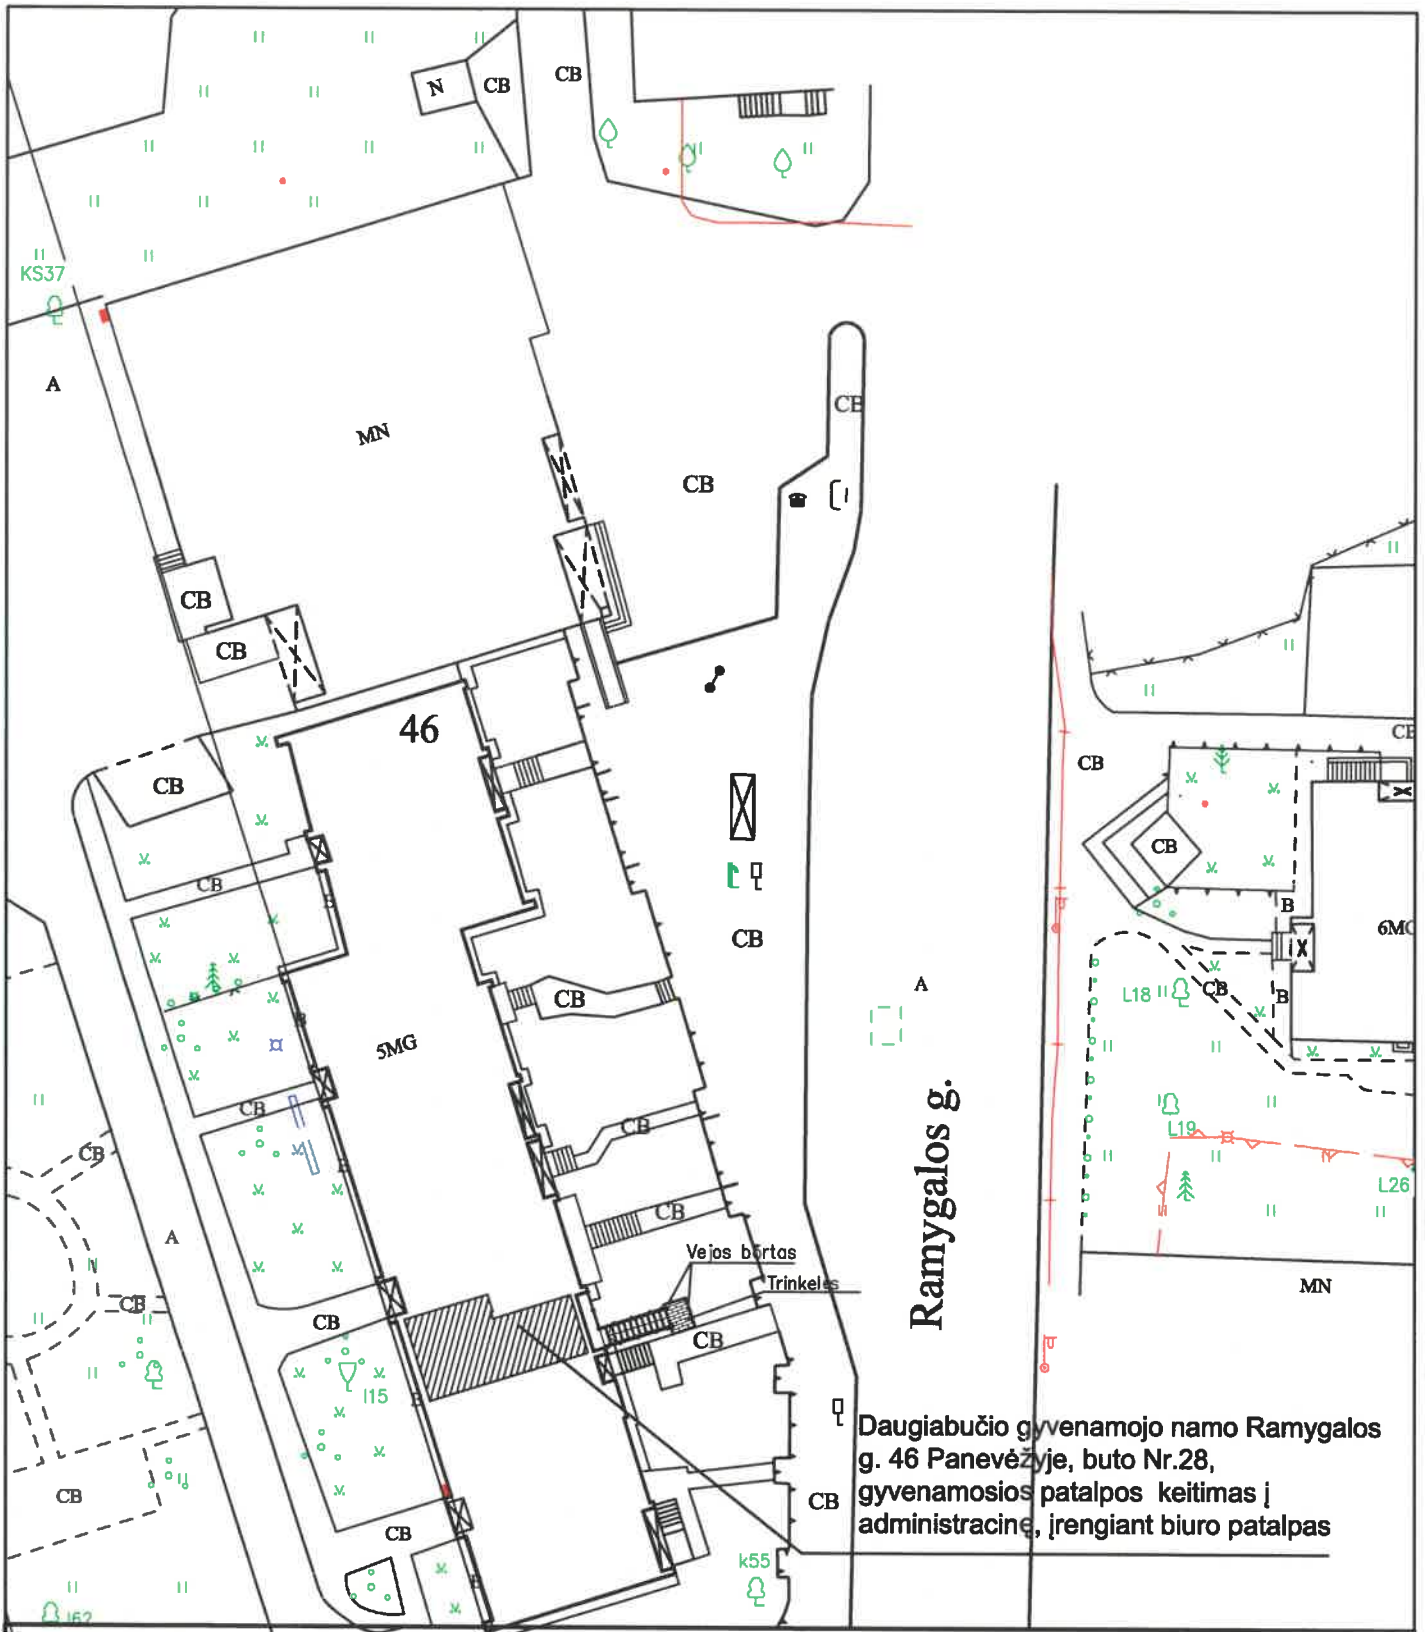 N
CB
CB
KS37
A
MN
CB
CB
CB
CB
46
CB
CB
CB
CB
CB
B
B
6MG
CB
B
A
CB
L18
CB
B
B
5MG
CB
CB
CB
B
L19
L26
A
CB
Ramygalos g.
Vejos bortas
Trinkelės
MN
CB
CB
CB
I15
B
Daugiabučio gyvenamojo namo Ramygalos
g. 46 Panevėžyje, buto Nr.28,
gyvenamosios patalpos keitimas į
administracinę, įrengiant biuro patalpas
CB
CB
CB
k55
B
I62